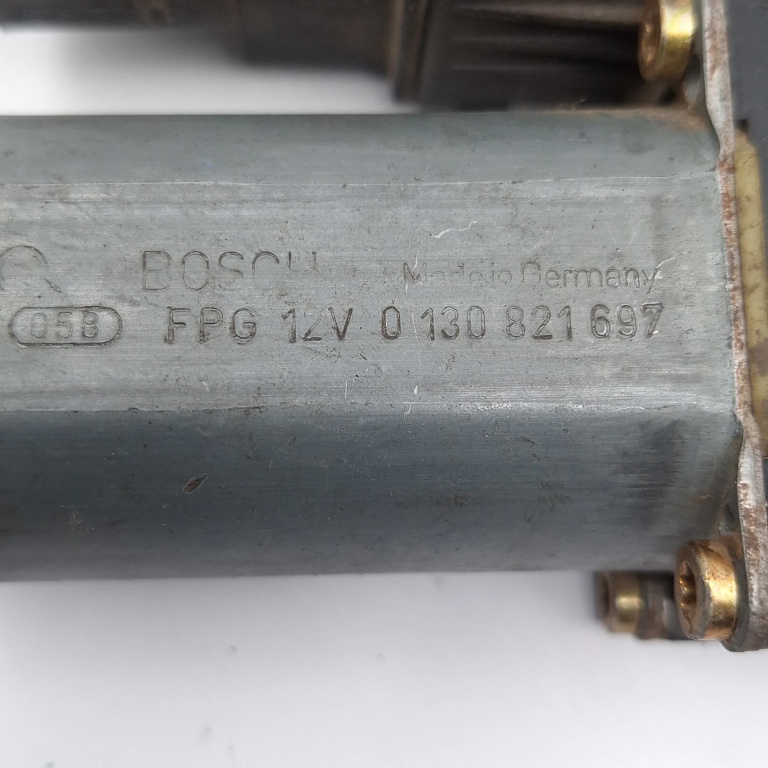 BOSCH Made in Germany
058 FPG 12V 0 130 821 697